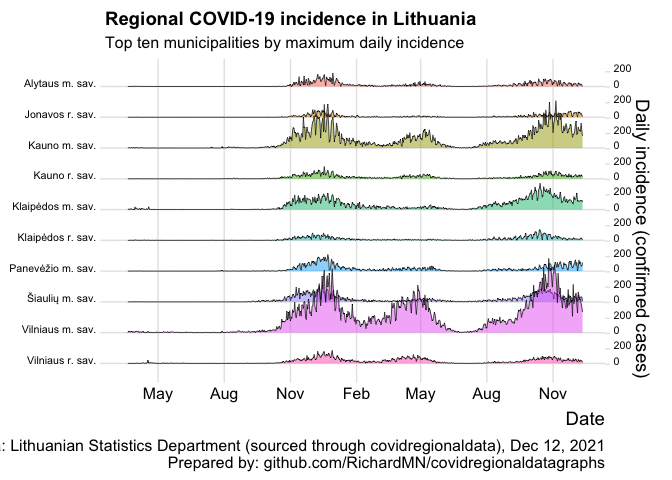 Regional COVID-19 incidence in Lithuania
Top ten municipalities by maximum daily incidence
Alytaus m. sav.
200
0
Jonavos r. sav.
200
0
Kauno m. sav.
200
0
Kauno r. sav.
200
0
Klaipėdos m. sav.
200
0
Klaipėdos r. sav.
200
0
Panevėžio m. sav.
200
0
Šiaulių m. sav.
200
0
Vilniaus m. sav.
200
0
Vilniaus r. sav.
200
0
Daily incidence (confirmed cases)
May Aug Nov Feb May Aug Nov
Date
: Lithuanian Statistics Department (sourced through covidregionaldata), Dec 12, 2021
Prepared by: github.com/RichardMN/covidregionaldatagraphs